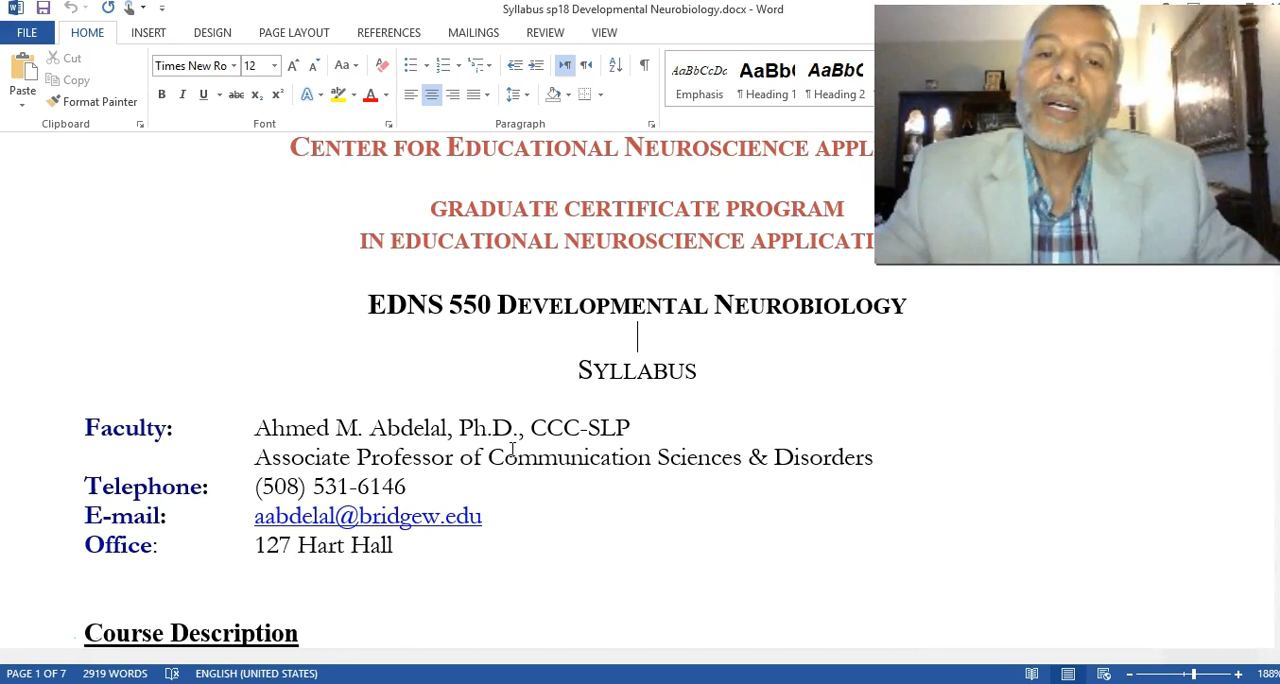 Syllabus sp18 Developmental Neurobiology.docx - Word
FILE HOME INSERT DESIGN PAGE LAYOUT REFERENCES MAILINGS REVIEW VIEW
Paste
Cut
Copy
Format Painter
Clipboard
Times New Ro 12
Font
Paragraph
AaBbCcDc AaBb( AaBbC
Emphasis ¶ Heading 1 ¶ Heading 2
CENTER FOR EDUCATIONAL NEUROSCIENCE APPL
GRADUATE CERTIFICATE PROGRAM
IN EDUCATIONAL NEUROSCIENCE APPLICATI
EDNS 550 DEVELOPMENTAL NEUROBIOLOGY
SYLLABUS
Faculty: Ahmed M. Abdelal, Ph.D., CCC-SLP
Associate Professor of Communication Sciences & Disorders
Telephone: (508) 531-6146
E-mail: aabdelal@bridgew.edu
Office: 127 Hart Hall
Course Description
PAGE 1 OF 7 2919 WORDS ENGLISH (UNITED STATES) 188%